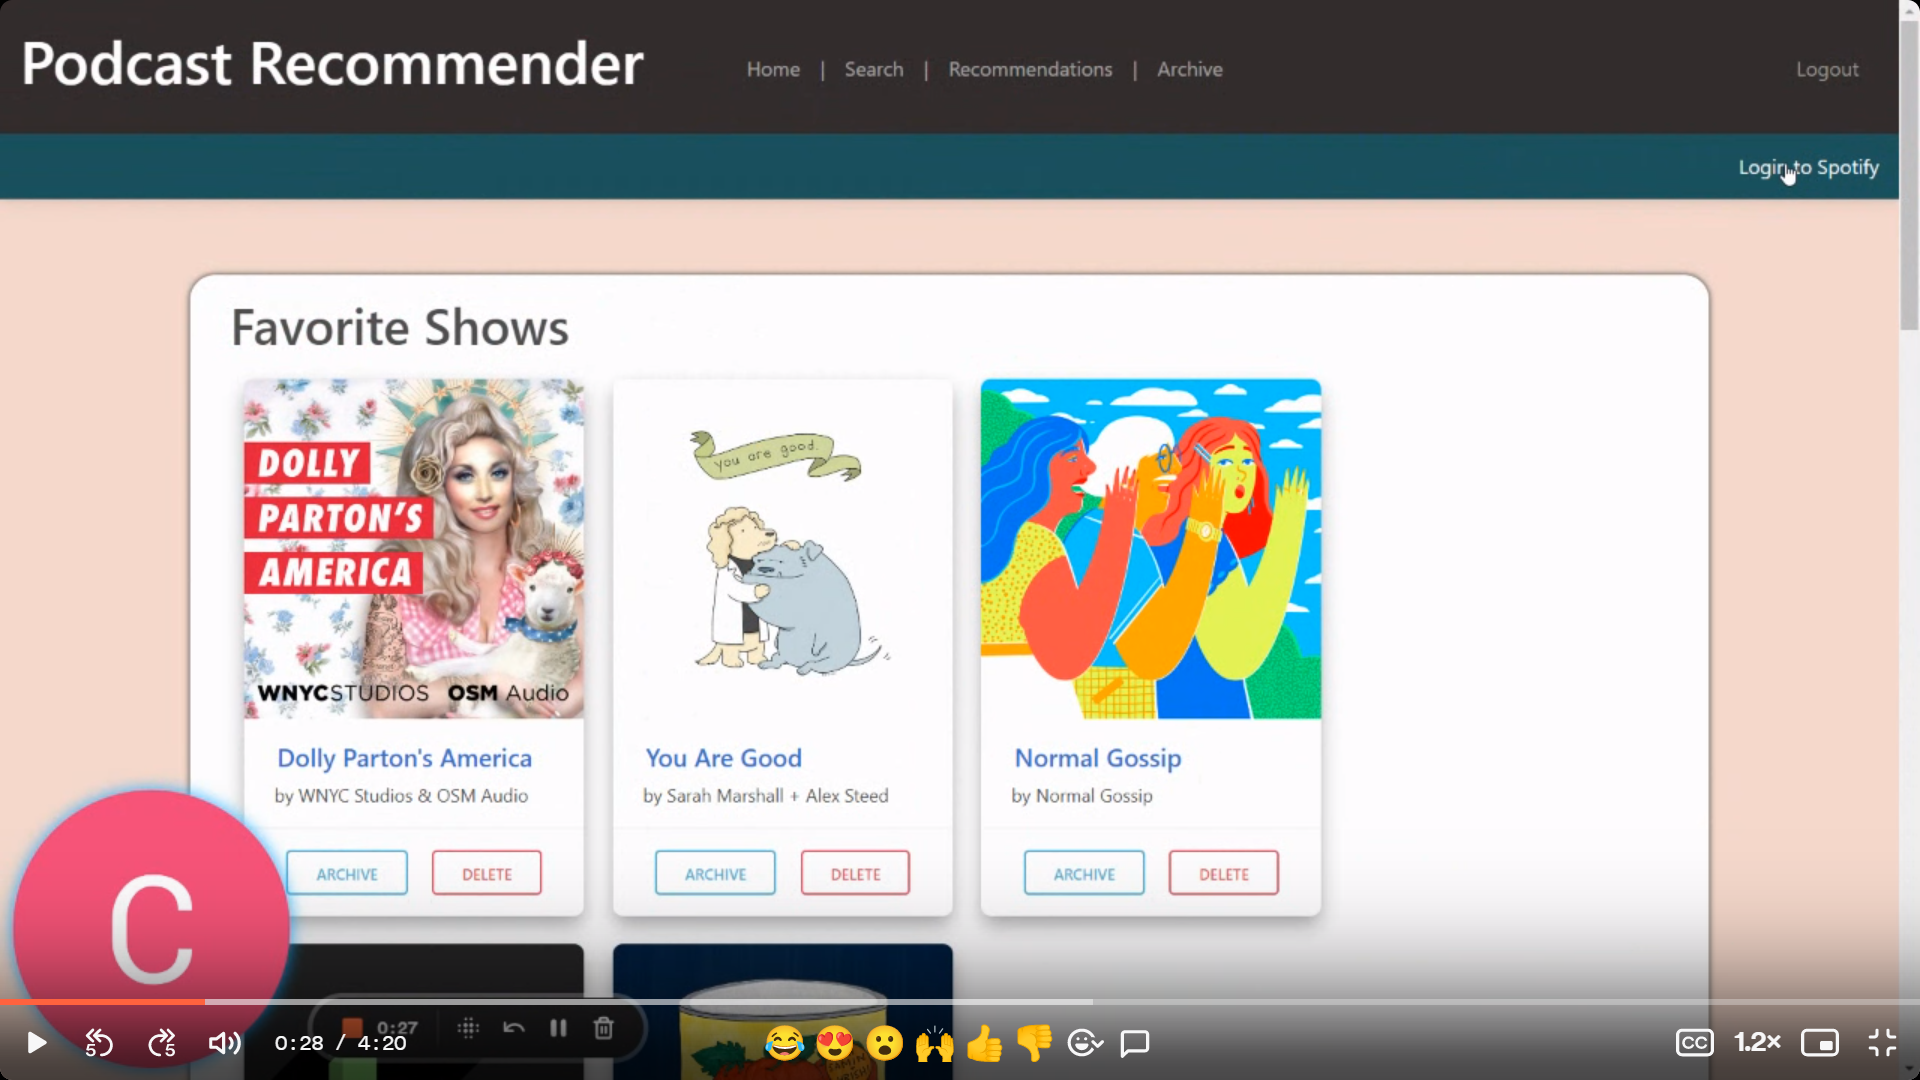 Podcast Recommender
Home | Search | Recommendations | Archive
Logout
Login to Spotify
Favorite Shows
DOLLY
PARTON'S
AMERICA
WNYCSTUDIOS OSM Audio
you are good.
Dolly Parton's America
by WNYC Studios & OSM Audio
ARCHIVE DELETE
You Are Good
by Sarah Marshall + Alex Steed
ARCHIVE DELETE
Normal Gossip
by Normal Gossip
ARCHIVE DELETE
C
0:27
5 5 0:28 / 4:20
CC 1.2×